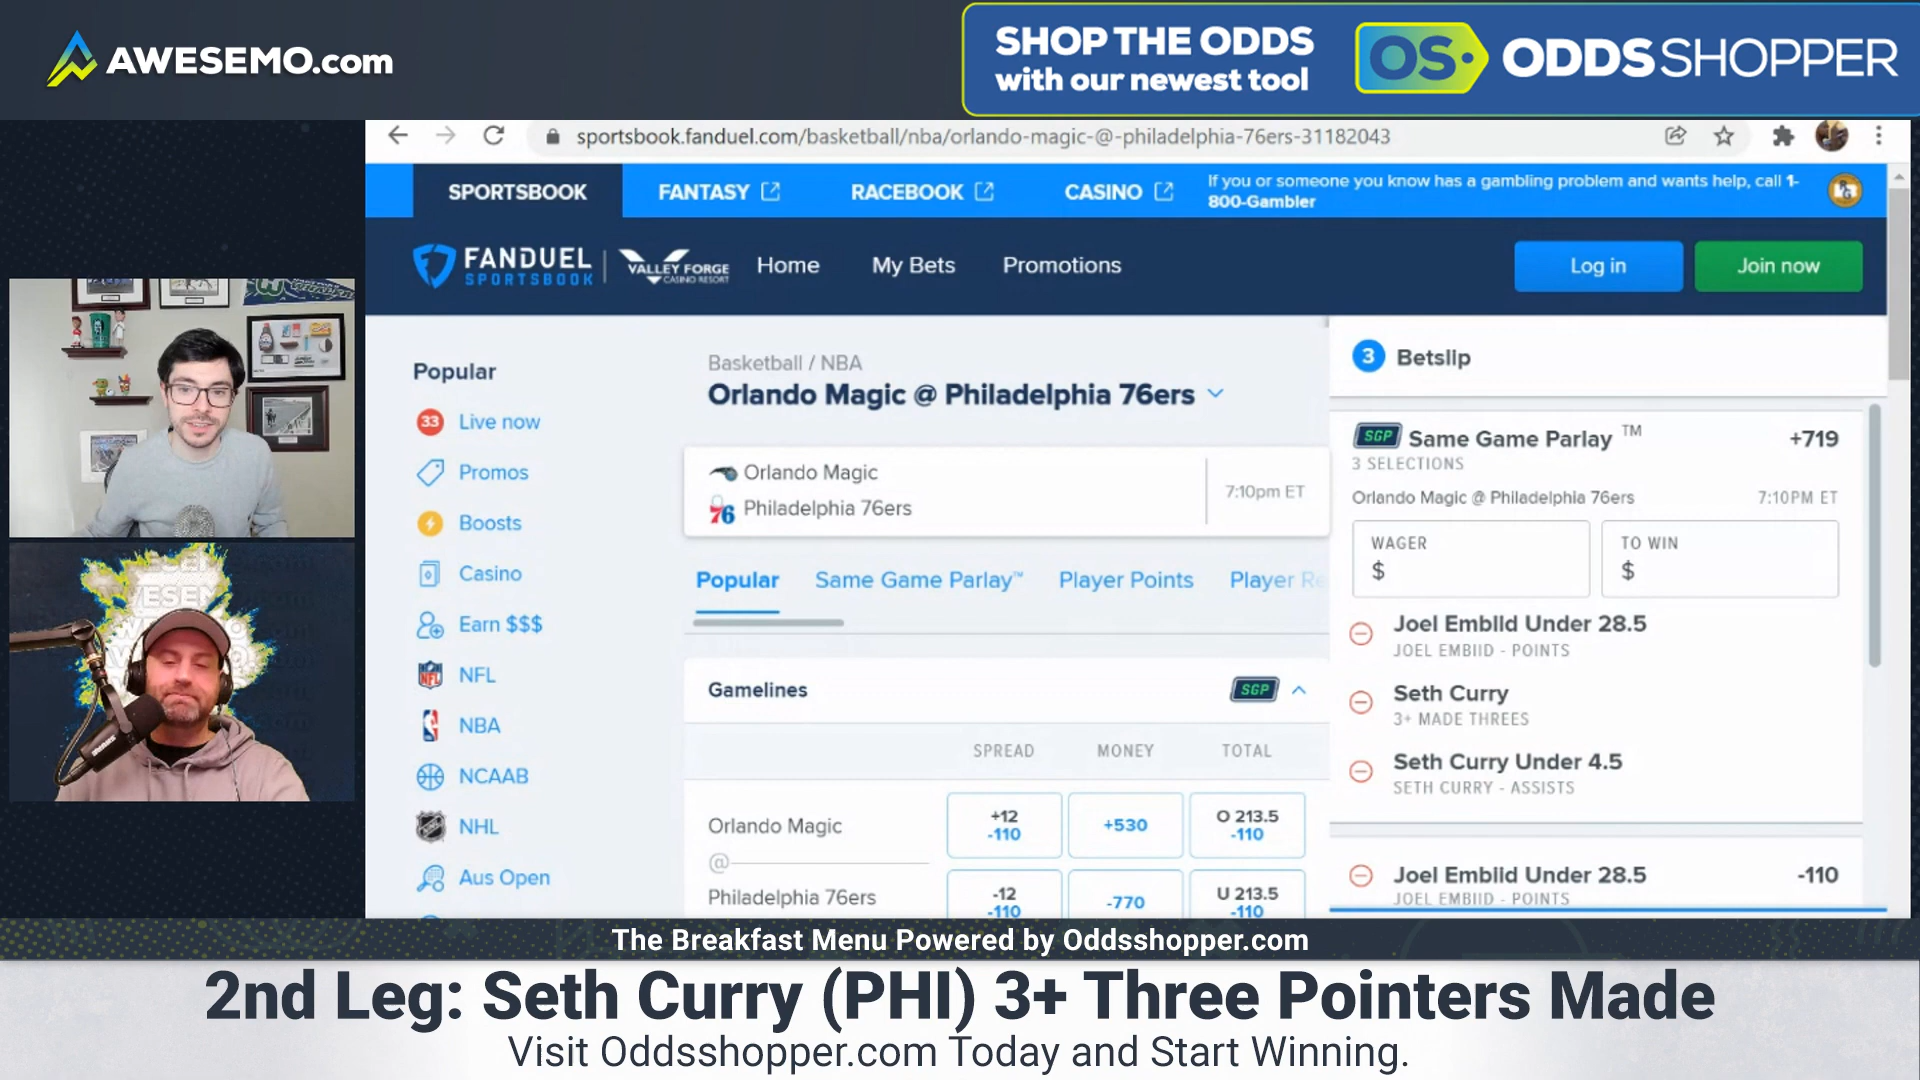 AWESEMO.com
SHOP THE ODDS
with our newest tool
OS
ODDSSHOPPER
sportsbook.fanduel.com/basketball/nba/orlando-magic-@-philadelphia-76ers-31182043
SPORTSBOOK
FANTASY
RACEBOOK
CASINO
If you or someone you know has a gambling problem and wants help, call 1-
800-Gambler
FANDUEL
SPORTSBOOK
VALLEY FORGE
CASINO RESORT
Home
My Bets
Promotions
Log in
Join now
Popular
33 Live now
Promos
Boosts
Casino
Earn $$$
NFL
NBA
NCAAB
NHL
Aus Open
Basketball / NBA
Orlando Magic @ Philadelphia 76ers
Orlando Magic
76 Philadelphia 76ers
7:10pm ET
Popular
Same Game Parlay™
Player Points
Player Re
Gamelines
SGP
SPREAD MONEY TOTAL
Orlando Magic
+12
-110
+530
O 213.5
-110
@
Philadelphia 76ers
-12
-110
-770
U 213.5
-110
3 Betslip
SGP Same Game Parlay ™ +719
3 SELECTIONS
Orlando Magic @ Philadelphia 76ers 7:10PM ET
WAGER
$
TO WIN
$
Joel Embiid Under 28.5
JOEL EMBIID - POINTS
Seth Curry
3+ MADE THREES
Seth Curry Under 4.5
SETH CURRY - ASSISTS
Joel Embiid Under 28.5 -110
JOEL EMBIID - POINTS
The Breakfast Menu Powered by Oddsshopper.com
2nd Leg: Seth Curry (PHI) 3+ Three Pointers Made
Visit Oddsshopper.com Today and Start Winning.